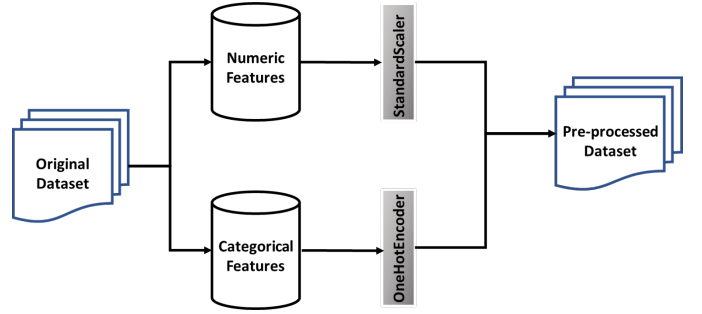 Original
Dataset
Numeric
Features
StandardScaler
Categorical
Features
OneHotEncoder
Pre-processed
Dataset